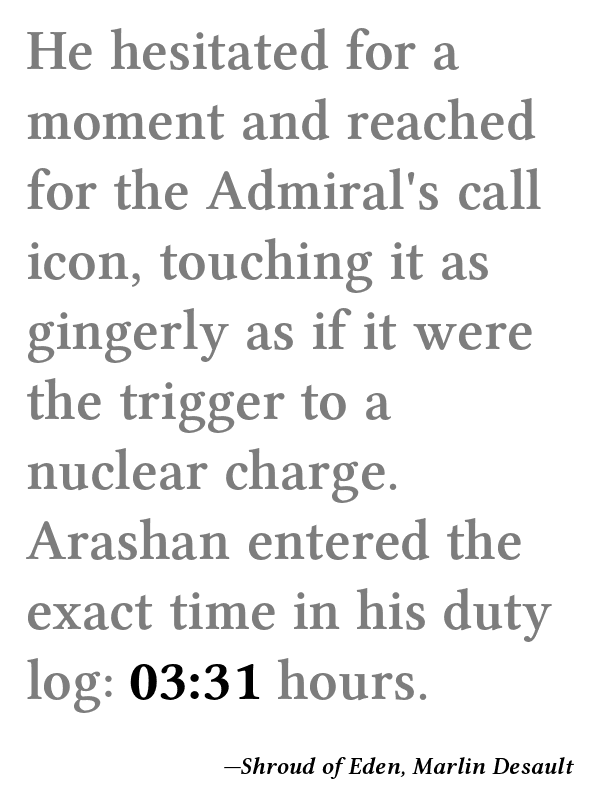 He hesitated for a
moment and reached
for the Admiral's call
icon, touching it as
gingerly as if it were
the trigger to a
nuclear charge.
Arashan entered the
exact time in his duty
log: 03:31 hours.
—Shroud of Eden, Marlin Desault